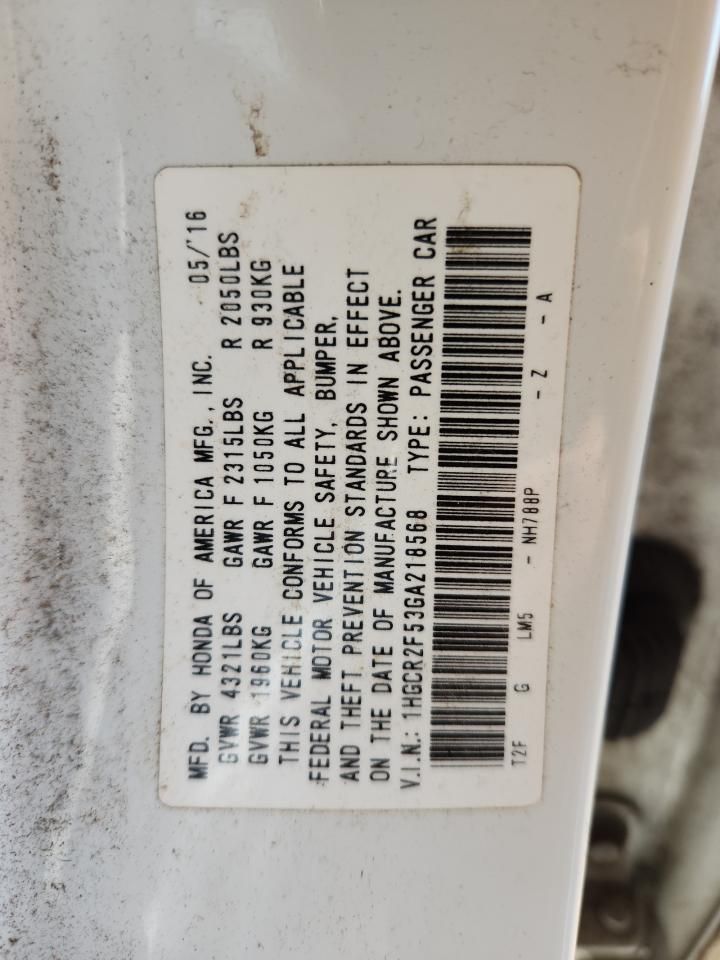 MFD. BY HONDA OF AMERICA MFG., INC. 05/'16
GVWR 4321LBS GAWR F 2315LBS R 2050LBS
GVWR 1960KG GAWR F 1050KG R 930KG
THIS VEHICLE CONFORMS TO ALL APPLICABLE
FEDERAL MOTOR VEHICLE SAFETY, BUMPER,
AND THEFT PREVENTION STANDARDS IN EFFECT
ON THE DATE OF MANUFACTURE SHOWN ABOVE.
V.I.N.: 1HGCR2F53GA218568 TYPE: PASSENGER CAR
T2F G LM5 - NH788P - Z - A